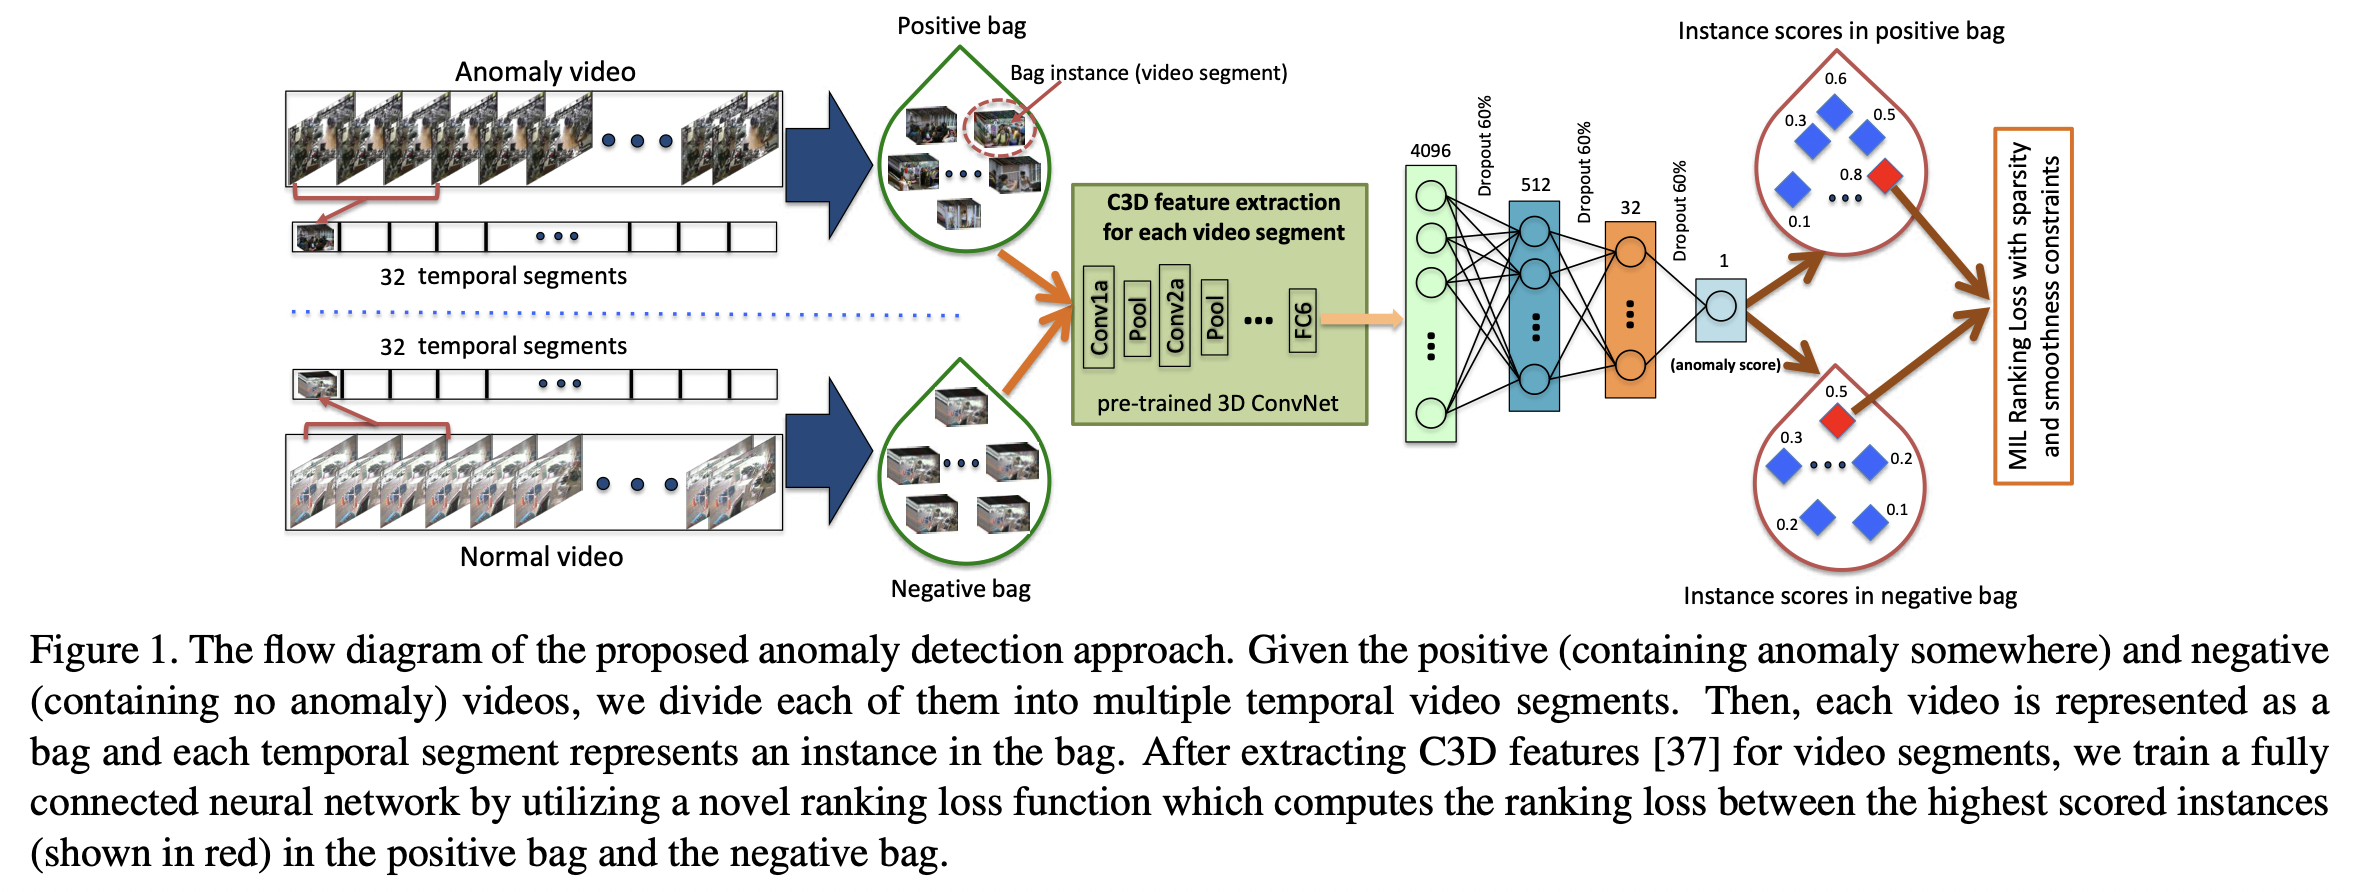 Anomaly video
32 temporal segments
32 temporal segments
Normal video
Positive bag
Bag instance (video segment)
Negative bag
C3D feature extraction
for each video segment
Conv1a
Pool
Conv2a
Pool
FC6
pre-trained 3D ConvNet
4096
Dropout 60%
512
Dropout 60%
32
Dropout 60%
1
(anomaly score)
Instance scores in positive bag
0.6
0.3
0.5
0.8
0.1
0.5
0.3
0.2
0.2
0.1
Instance scores in negative bag
MIL Ranking Loss with sparsity
and smoothness constraints
Figure 1. The flow diagram of the proposed anomaly detection approach. Given the positive (containing anomaly somewhere) and negative
(containing no anomaly) videos, we divide each of them into multiple temporal video segments. Then, each video is represented as a
bag and each temporal segment represents an instance in the bag. After extracting C3D features [37] for video segments, we train a fully
connected neural network by utilizing a novel ranking loss function which computes the ranking loss between the highest scored instances
(shown in red) in the positive bag and the negative bag.